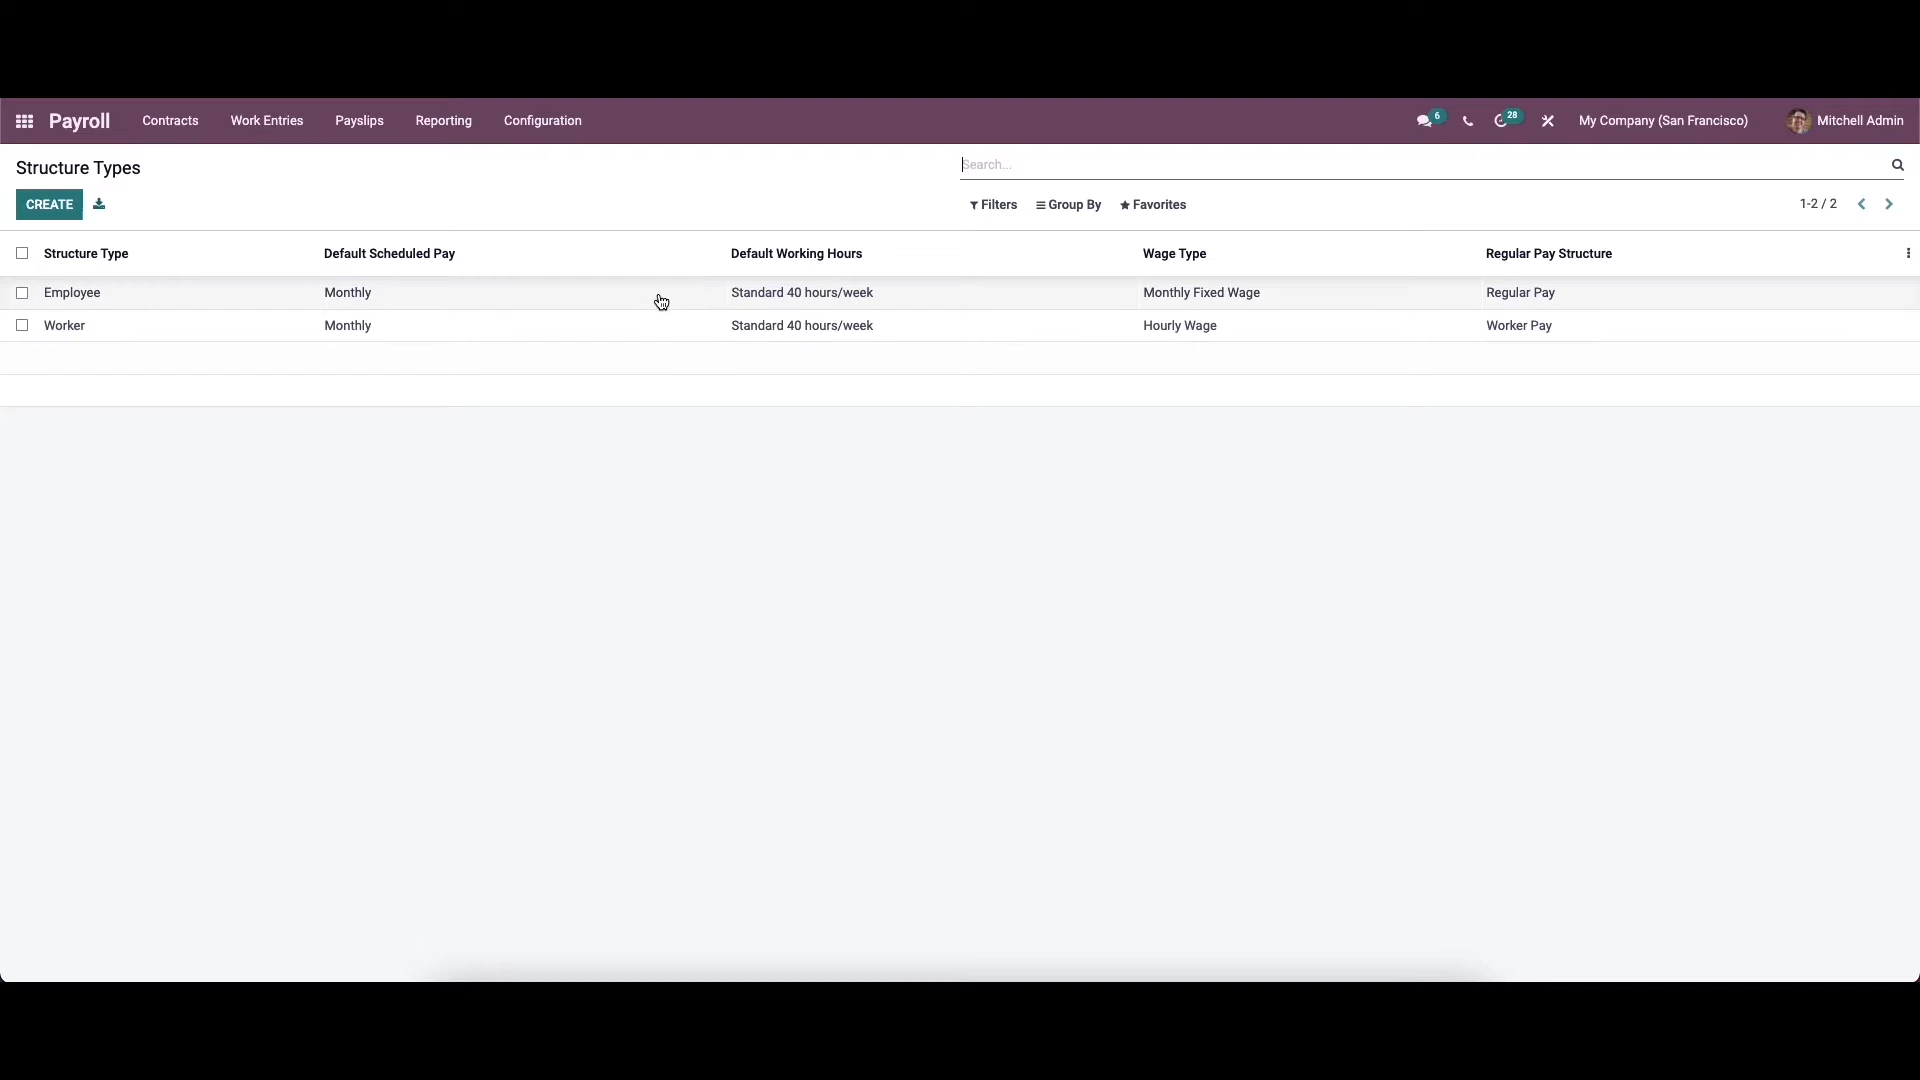 Payroll Contracts Work Entries Payslips Reporting Configuration 6 28 My Company (San Francisco) Mitchell Admin
Structure Types Search...
CREATE Filters Group By Favorites 1-2 / 2
Structure Type Default Scheduled Pay Default Working Hours Wage Type Regular Pay Structure
Employee Monthly Standard 40 hours/week Monthly Fixed Wage Regular Pay
Worker Monthly Standard 40 hours/week Hourly Wage Worker Pay